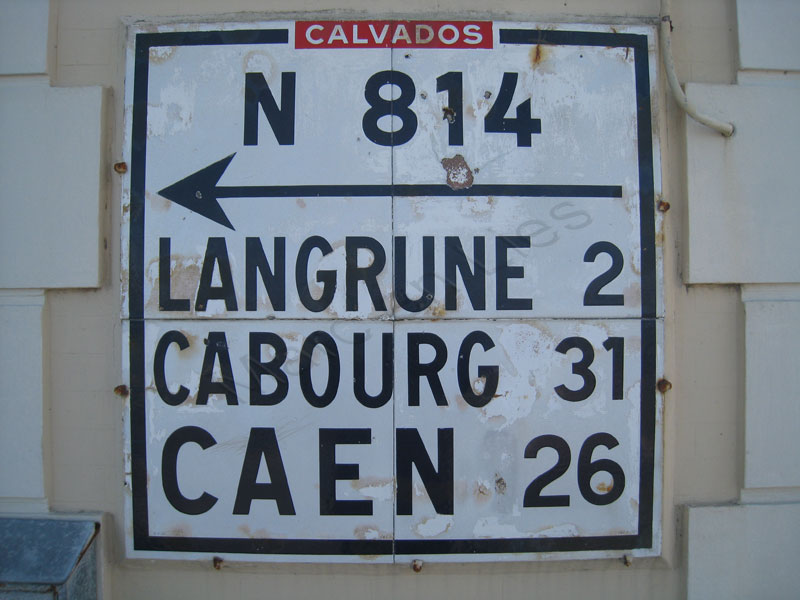 CALVADOS
N 814
LANGRUNE 2
CABOURG 31
CAEN 26